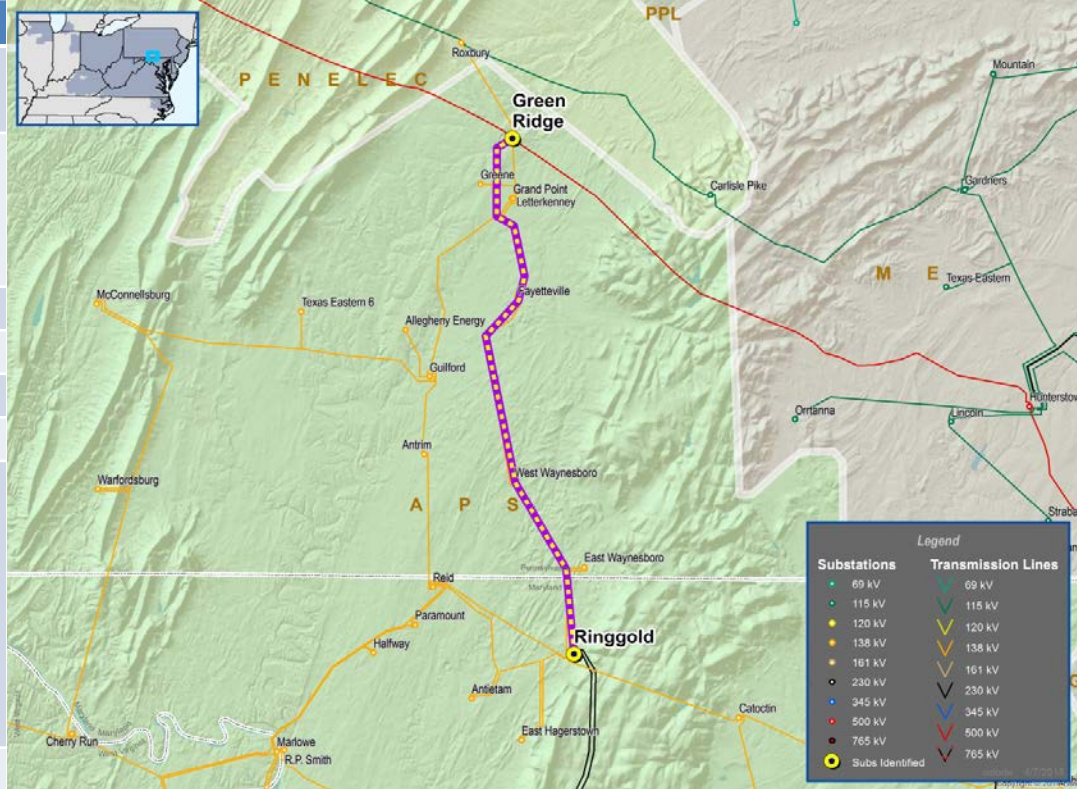 PPL
PENELEC
Roxbury
Mountain
Green
Ridge
Greene
Grand Point
Letterkenney
Carlisle Pike
Gardners
M E
Texas Eastern
McConnellsburg
Texas Eastern 6
Fayetteville
Allegheny Energy
Guilford
Orrtanna
Lincoln
Hunterstow
Antrim
West Waynesboro
Warfordsburg
A P S
Straba
East Waynesboro
Maryland
Reid
Paramount
Halfway
Ringgold
Antietam
Catoctin
East Hagerstown
Cherry Run
Marlowe
R.P. Smith
Legend
Substations Transmission Lines
69 kV 69 kV
115 kV 115 kV
120 kV 120 kV
138 kV 138 kV
161 kV 161 kV
230 kV 230 kV
345 kV 345 kV
500 kV 500 kV
765 kV 765 kV
Subs Identified